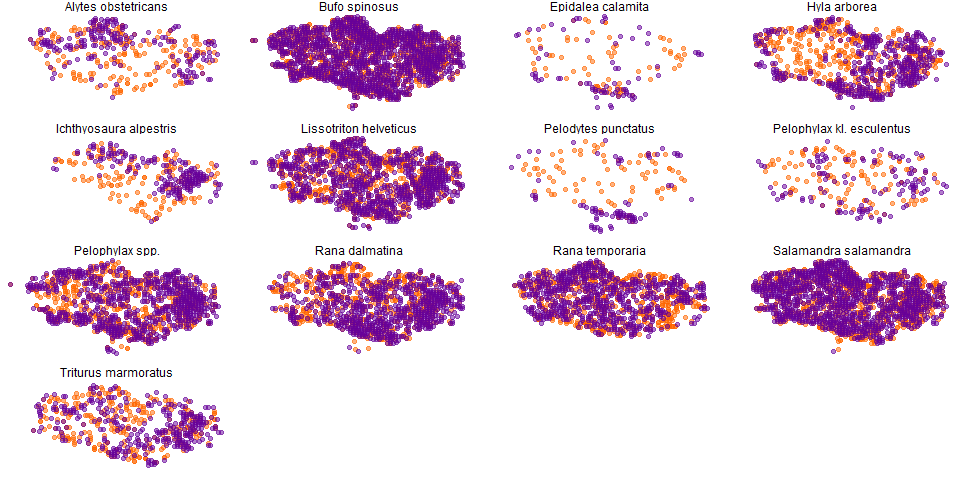 Alytes obstetricans
Bufo spinosus
Epidalea calamita
Hyla arborea
Ichthyosaura alpestris
Lissotriton helveticus
Pelodytes punctatus
Pelophylax kl. esculentus
Pelophylax spp.
Rana dalmatina
Rana temporaria
Salamandra salamandra
Triturus marmoratus